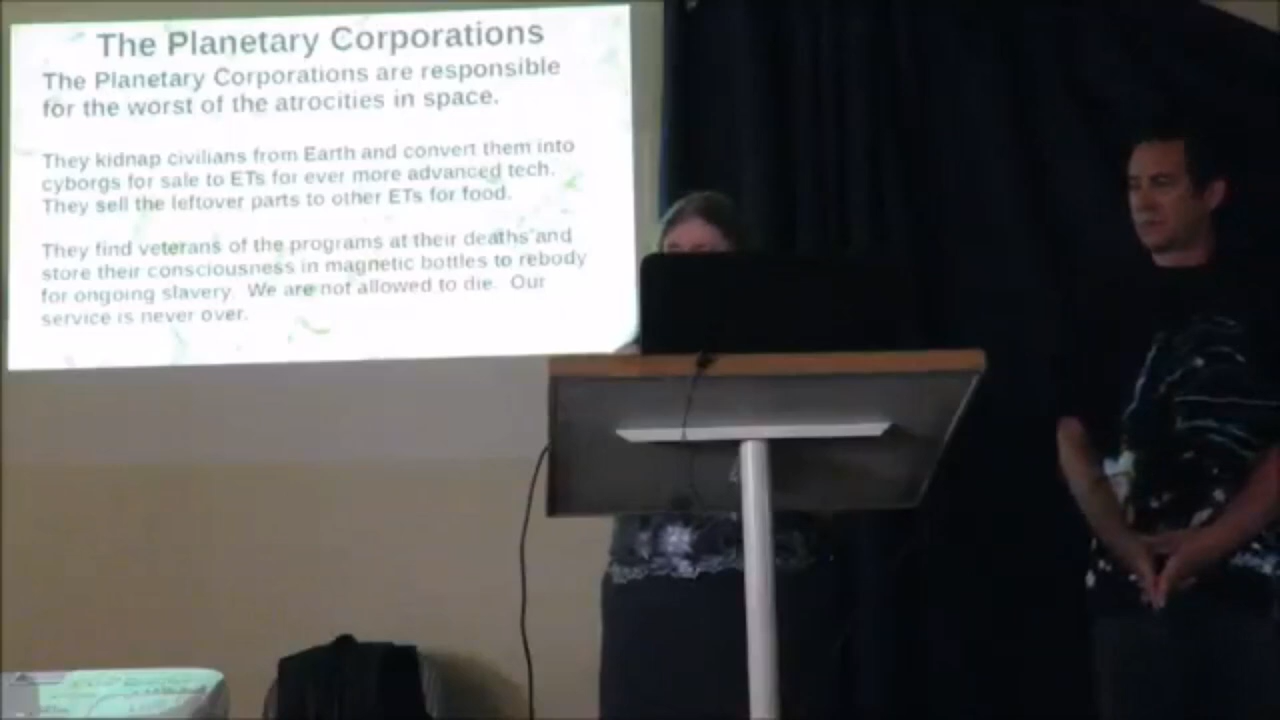 The Planetary Corporations
The Planetary Corporations are responsible
for the worst of the atrocities in space.
They kidnap civilians from Earth and convert them into
cyborgs for sale to ETs for ever more advanced tech.
They sell the leftover parts to other ETs for food.
They find veterans of the programs at their deaths and
store their consciousness in magnetic bottles to rebody
for ongoing slavery. We are not allowed to die. Our
service is never over.